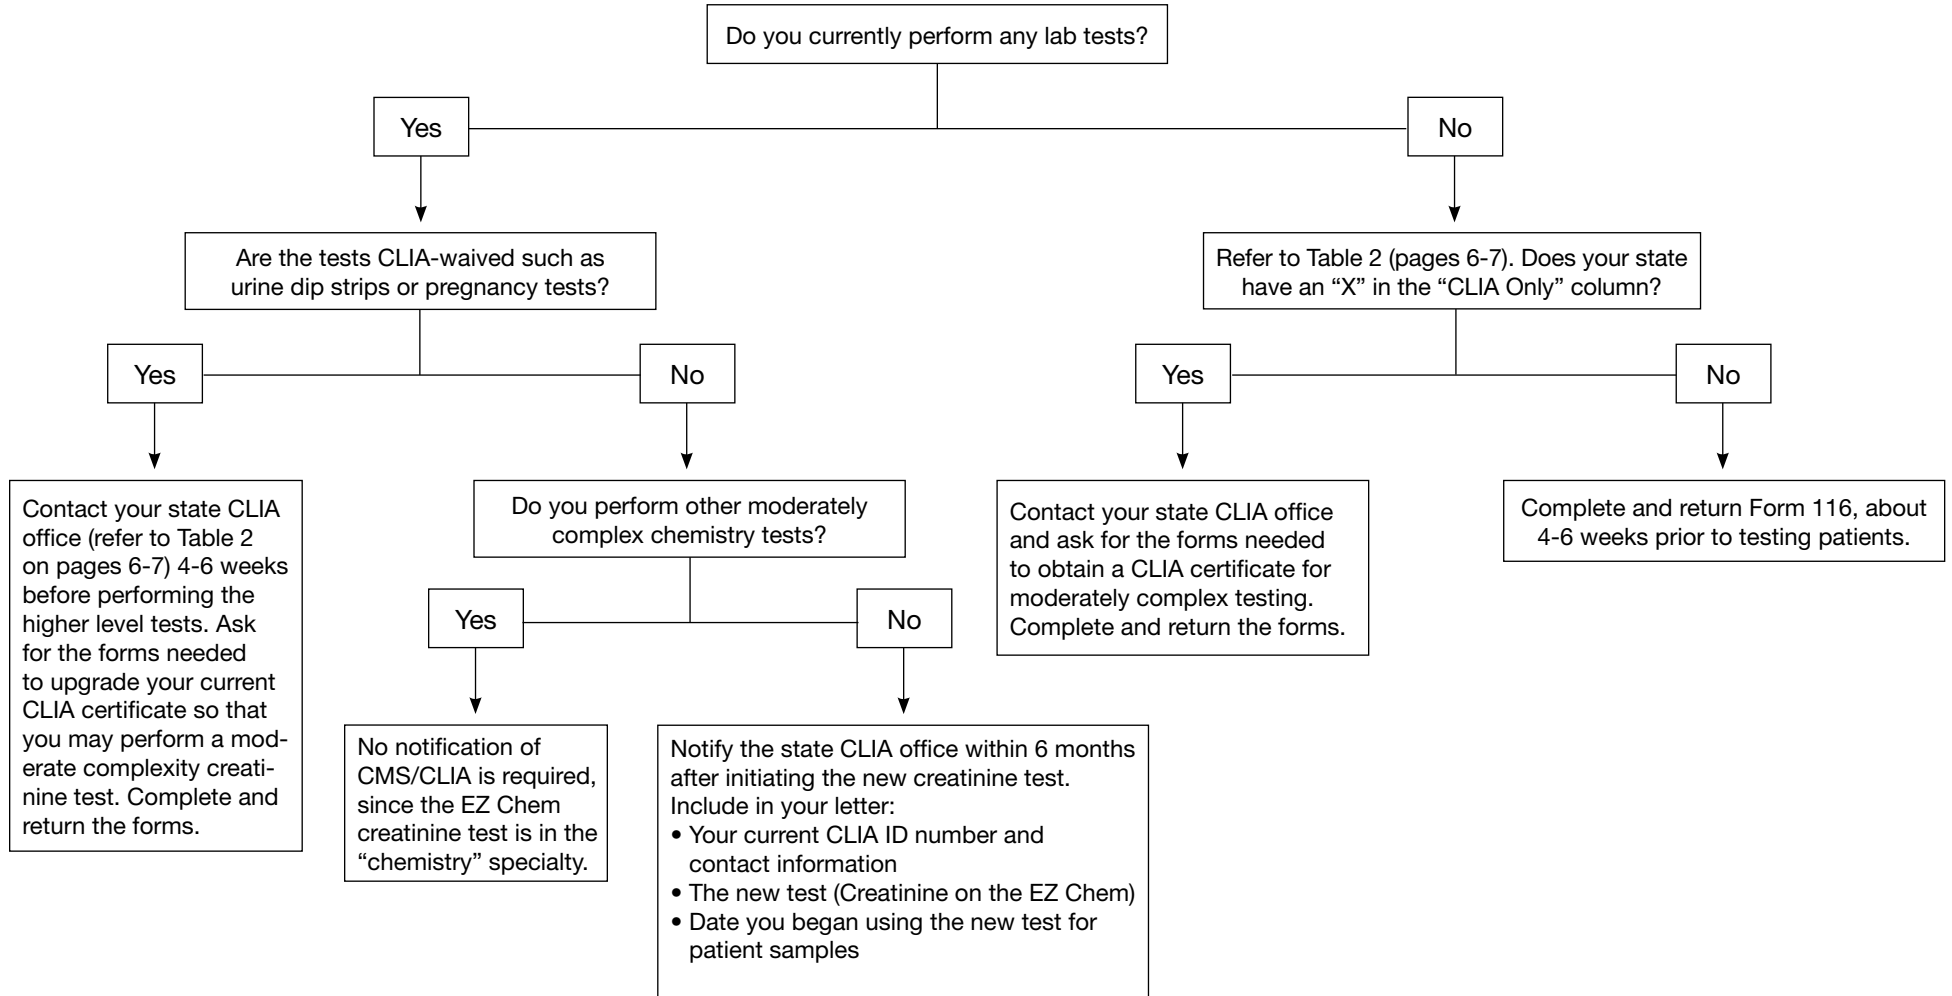 Do you currently perform any lab tests?
Yes
No
Are the tests CLIA-waived such as
urine dip strips or pregnancy tests?
Refer to Table 2 (pages 6-7). Does your state
have an “X” in the “CLIA Only” column?
Yes
No
Yes
No
Contact your state CLIA
office (refer to Table 2
on pages 6-7) 4-6 weeks
before performing the
higher level tests. Ask
for the forms needed
to upgrade your current
CLIA certificate so that
you may perform a mod-
erate complexity creati-
nine test. Complete and
return the forms.
Do you perform other moderately
complex chemistry tests?
Contact your state CLIA office
and ask for the forms needed
to obtain a CLIA certificate for
moderately complex testing.
Complete and return the forms.
Complete and return Form 116, about
4-6 weeks prior to testing patients.
Yes
No
No notification of
CMS/CLIA is required,
since the EZ Chem
creatinine test is in the
“chemistry” specialty.
Notify the state CLIA office within 6 months
after initiating the new creatinine test.
Include in your letter:
• Your current CLIA ID number and
contact information
• The new test (Creatinine on the EZ Chem)
• Date you began using the new test for
patient samples